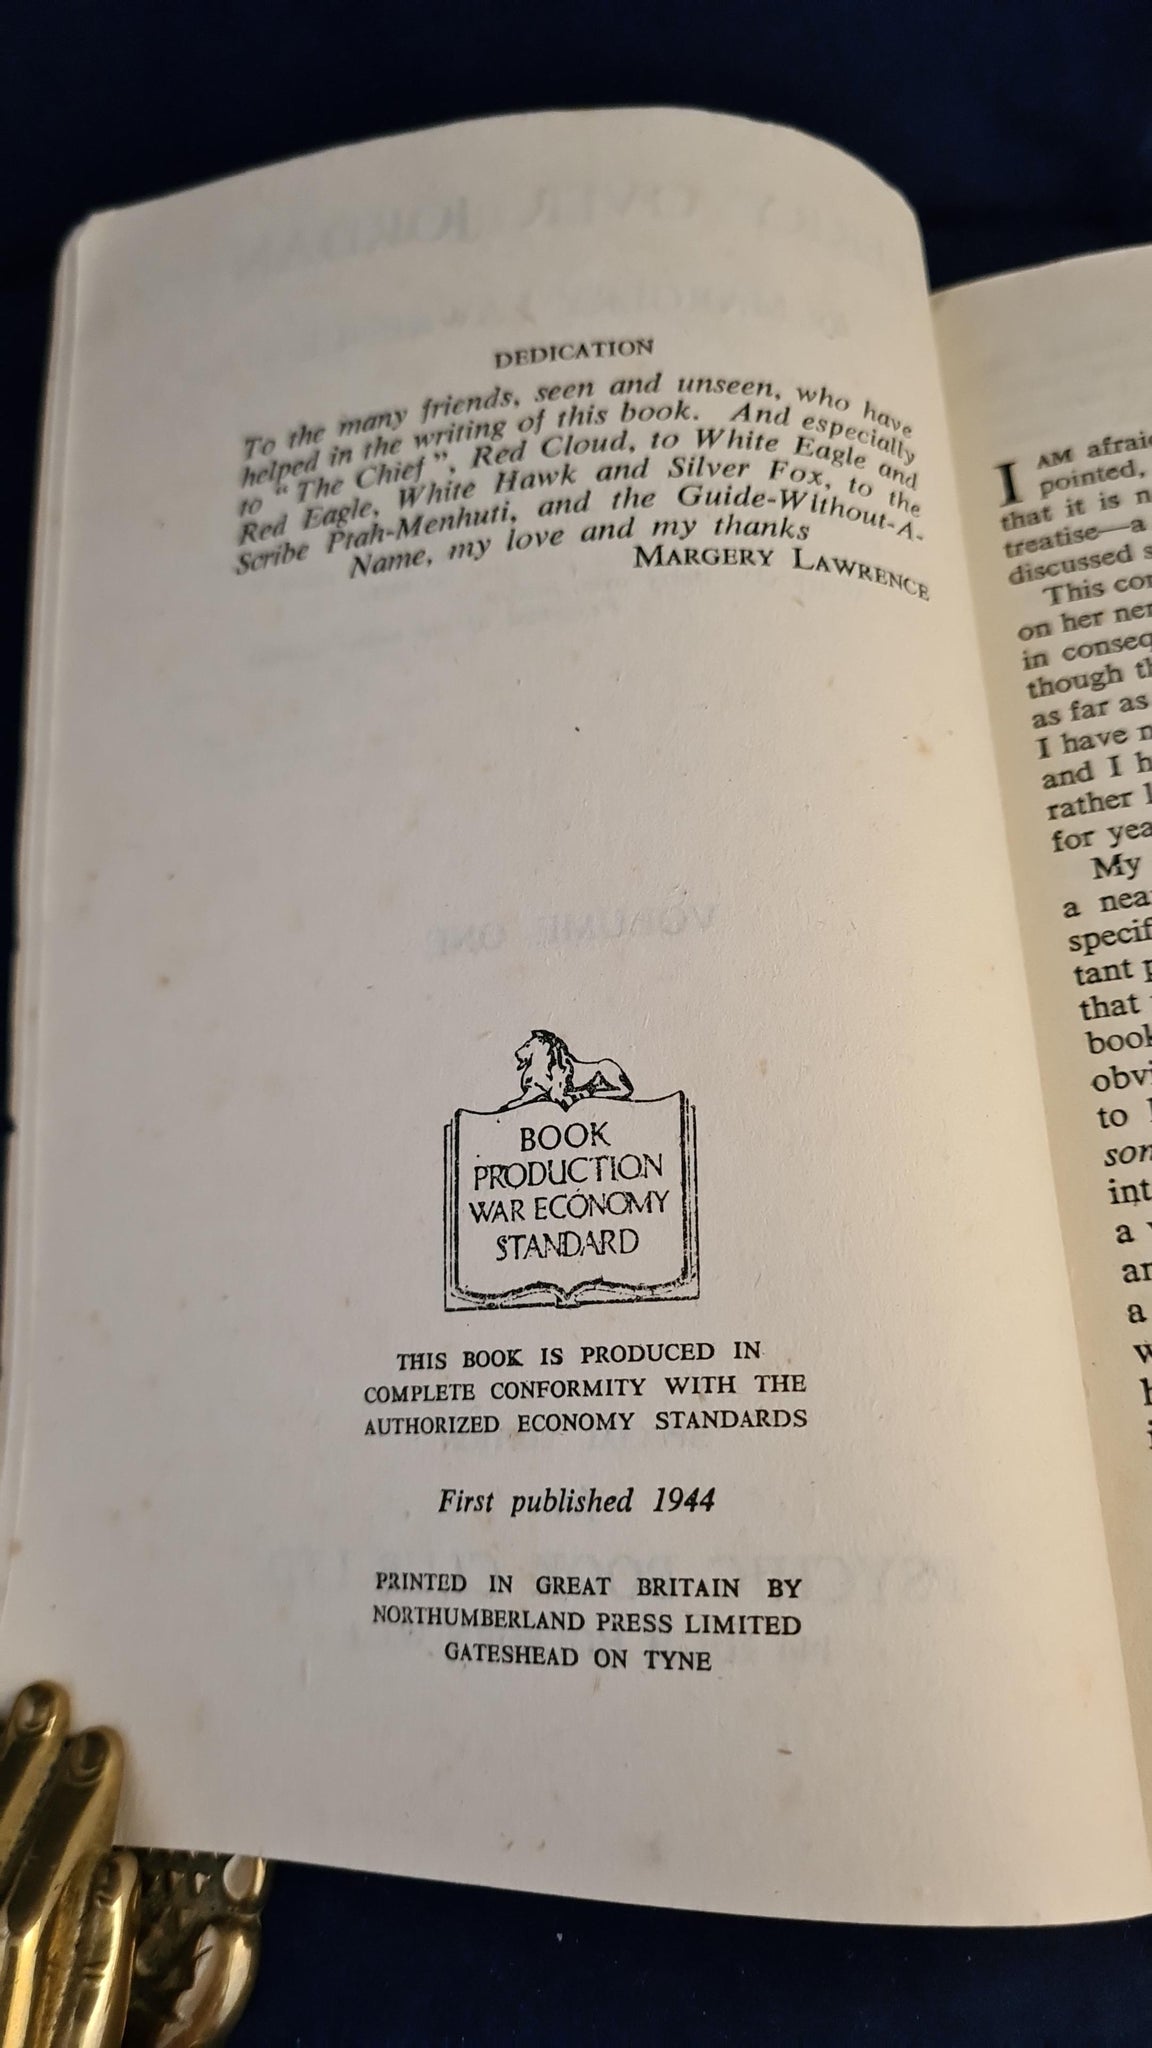 DEDICATION
To the many friends, seen and unseen, who have
helped in the writing of this book. And especially
to "The Chief", Red Cloud, to White Eagle and
Red Eagle, White Hawk and Silver Fox, to the
Scribe Ptah-Menhuti, and the Guide-Without-A-
Name, my love and my thanks
MARGERY LAWRENCE
VOLUME ONE
BOOK
PRODUCTION
WAR ECONOMY
STANDARD
THIS BOOK IS PRODUCED IN
COMPLETE CONFORMITY WITH THE
AUTHORIZED ECONOMY STANDARDS
First published 1944
PRINTED IN GREAT BRITAIN BY
NORTHUMBERLAND PRESS LIMITED
GATESHEAD ON TYNE
I AM afraid
pointed,
that it is n
treatise—a
discussed s
This con
on her ner
in conseq
though th
as far as
I have n
and I h
rather l
for yea
My
a nea
specif
tant p
that
book
obvi
to
son
int
a
an
a